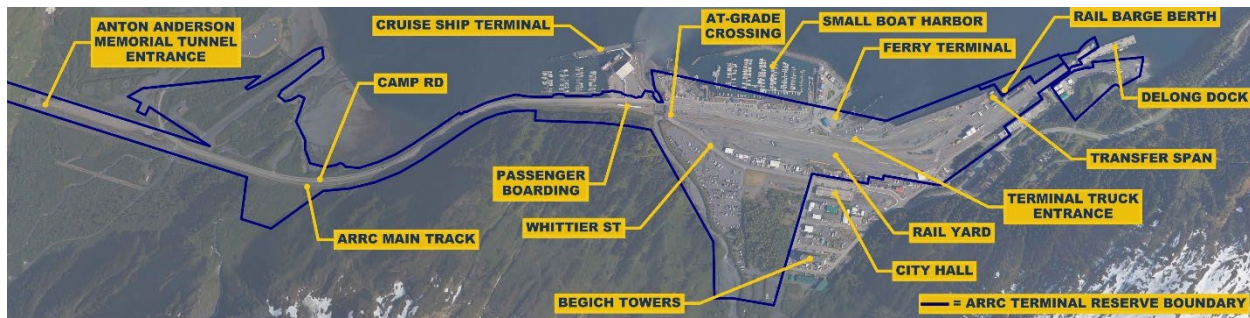 ANTON ANDERSON
MEMORIAL TUNNEL
ENTRANCE
CRUISE SHIP TERMINAL
AT-GRADE
CROSSING
SMALL BOAT HARBOR
RAIL BARGE BERTH
FERRY TERMINAL
CAMP RD
DELONG DOCK
PASSENGER
BOARDING
TRANSFER SPAN
WHITTIER ST
TERMINAL TRUCK
ENTRANCE
ARRC MAIN TRACK
RAIL YARD
CITY HALL
BEGICH TOWERS
= ARRC TERMINAL RESERVE BOUNDARY